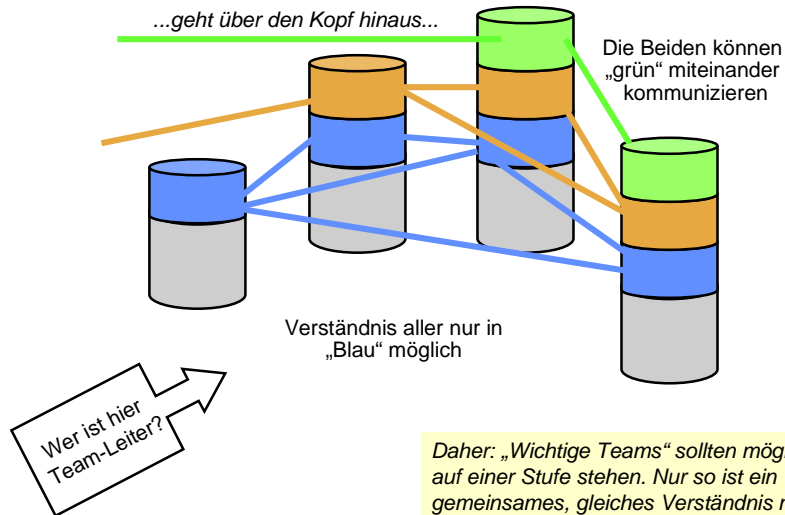 ...geht über den Kopf hinaus...
Die Beiden können
„grün“ miteinander
kommunizieren
Verständnis aller nur in
„Blau“ möglich
Wer ist hier
Team-Leiter?
Daher: „Wichtige Teams“ sollten
auf einer Stufe stehen. Nur so ist ein
gemeinsames, gleiches Verständnis